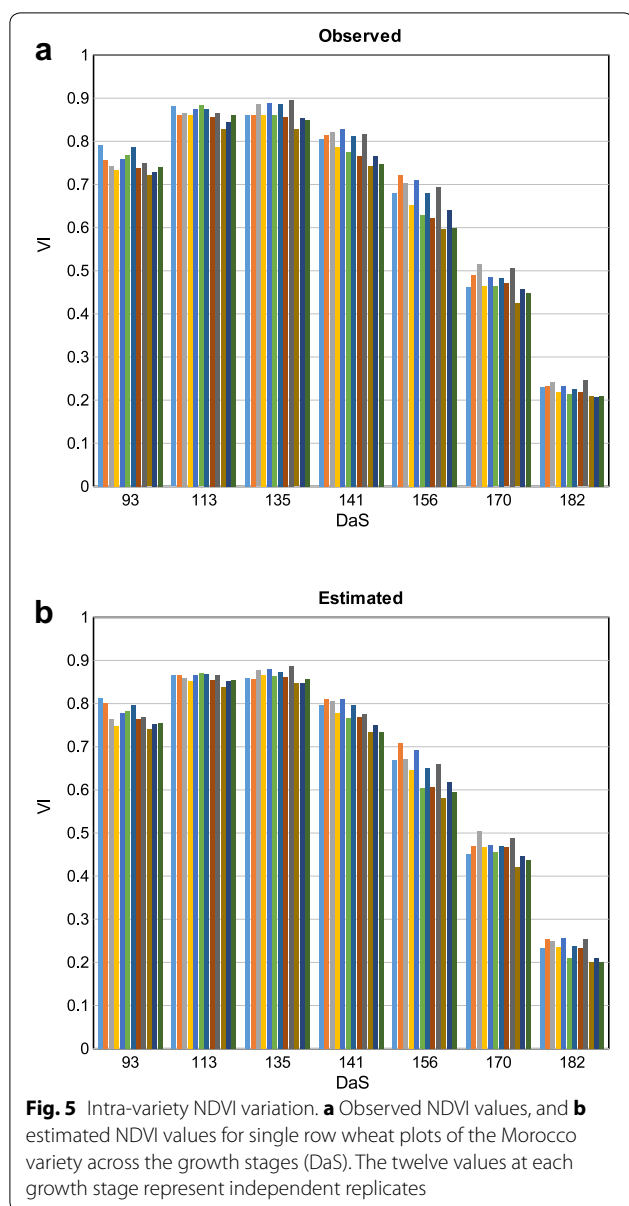 a
Observed
1
0.9
0.8
0.7
0.6
0.5
0.4
0.3
0.2
0.1
0
VI
93 113 135 141 156 170 182
DaS
b
Estimated
1
0.9
0.8
0.7
0.6
0.5
0.4
0.3
0.2
0.1
0
VI
93 113 135 141 156 170 182
DaS
Fig. 5 Intra-variety NDVI variation. a Observed NDVI values, and b
estimated NDVI values for single row wheat plots of the Morocco
variety across the growth stages (DaS). The twelve values at each
growth stage represent independent replicates